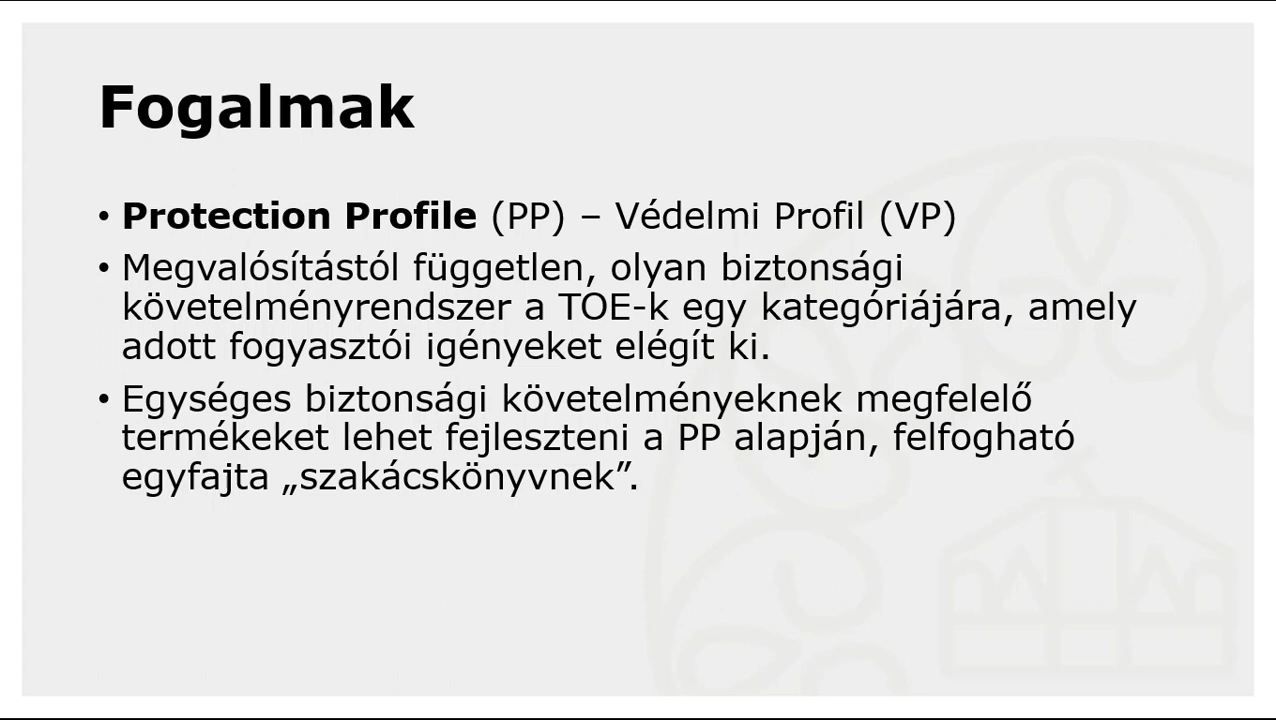 Fogalmak
• Protection Profile (PP) – Védelmi Profil (VP)
• Megvalósítástól független, olyan biztonsági
követelményrendszer a TOE-k egy kategóriájára, amely
adott fogyasztói igényeket elégít ki.
• Egységes biztonsági követelményeknek megfelelő
termékeket lehet fejleszteni a PP alapján, felfogható
egyfajta „szakácskönyvnek”.